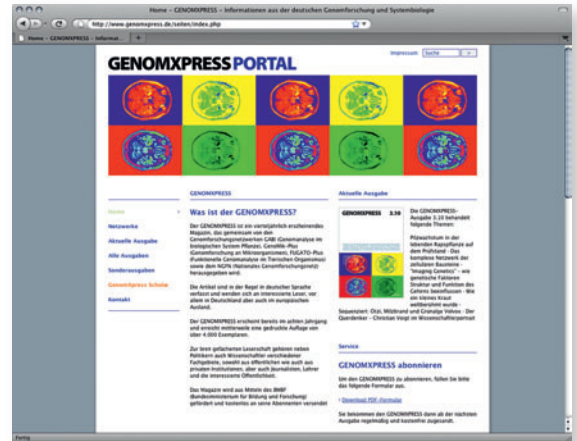 Home – GENOMXPRESS – Informationen aus der deutschen Genomforschung und Systembiologie
http://www.genomxpress.de/seiten/index.php
Home – GENOMXPRESS – Informat...
Impressum
Suche
>
GENOMXPRESS PORTAL
Home
Netzwerke
Aktuelle Ausgabe
Alle Ausgaben
Sonderausgaben
GenomXpress Scholæ
Kontakt
GENOMXPRESS
Was ist der GENOMXPRESS?
Der GENOMXPRESS ist ein vierteljährlich erscheinendes
Magazin, das gemeinsam von den
Genomforschungsnetzwerken GABI (Genomanalyse im
biologischen System Pflanze), GenoMik-Plus
(Genomforschung an Mikroorganismen), FUGATO-Plus
(Funktionelle Genomanalyse im Tierischen Organismus)
sowie dem NGFN (Nationales Genomforschungsnetz)
herausgegeben wird.
Die Artikel sind in der Regel in deutscher Sprache
verfasst und wenden sich an interessierte Leser, vor
allem in Deutschland aber auch im europäischen
Ausland.
Der GENOMXPRESS erscheint bereits im achten Jahrgang
und erreicht mittlerweile eine gedruckte Auflage von
über 4.000 Exemplaren.
Zur breit gefächerten Leserschaft gehören neben
Politikern auch Wissenschaftler verschiedener
Fachgebiete, sowohl aus öffentlichen wie auch aus
privaten Institutionen, aber auch Journalisten, Lehrer
und die interessierte Öffentlichkeit.
Das Magazin wird aus Mitteln des BMBF
(Bundesministerium für Bildung und Forschung)
gefördert und kostenlos an seine Abonnenten versendet
Aktuelle Ausgabe
GENOMXPRESS 3.10
Die GENOMXPRESS-
Ausgabe 3.10 behandelt
folgende Themen:
Pilzwachstum in der
lebenden Rapspflanze auf
dem Prüfstand - Das
komplexe Netzwerk der
zellulären Bausteine -
"Imaging Genetics" - wie
genetische Faktoren
Struktur und Funktion des
Gehirns beeinflussen - Wie
ein kleines Kraut
weltberühmt wurde -
Sequenziert: Ötzi, Wildtrand und Granatige Volvox - Der
Querdenker - Christian Voigt im Wissenschaftlerportrait
Service
GENOMXPRESS abonnieren
Um den GENOMXPRESS zu abonnieren, füllen Sie bitte
das folgende Formular aus.
> Download PDF-Formular
Sie bekommen den GENOMXPRESS dann ab der nächsten
Ausgabe regelmäßig und kostenfrei zugesandt.
Fertig